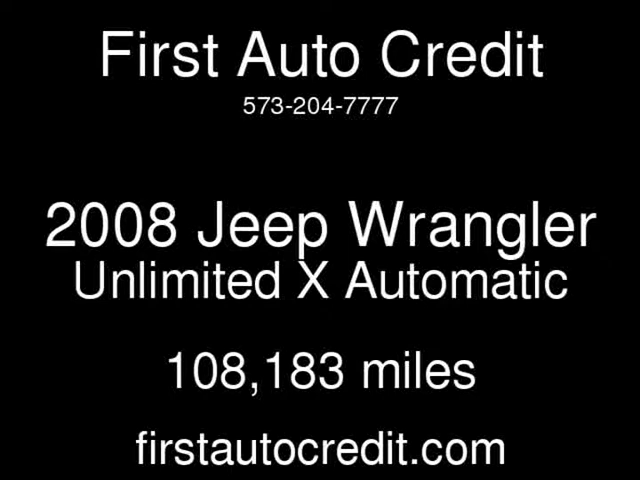 First Auto Credit
573-204-7777
2008 Jeep Wrangler
Unlimited X Automatic
108,183 miles
firstautocredit.com